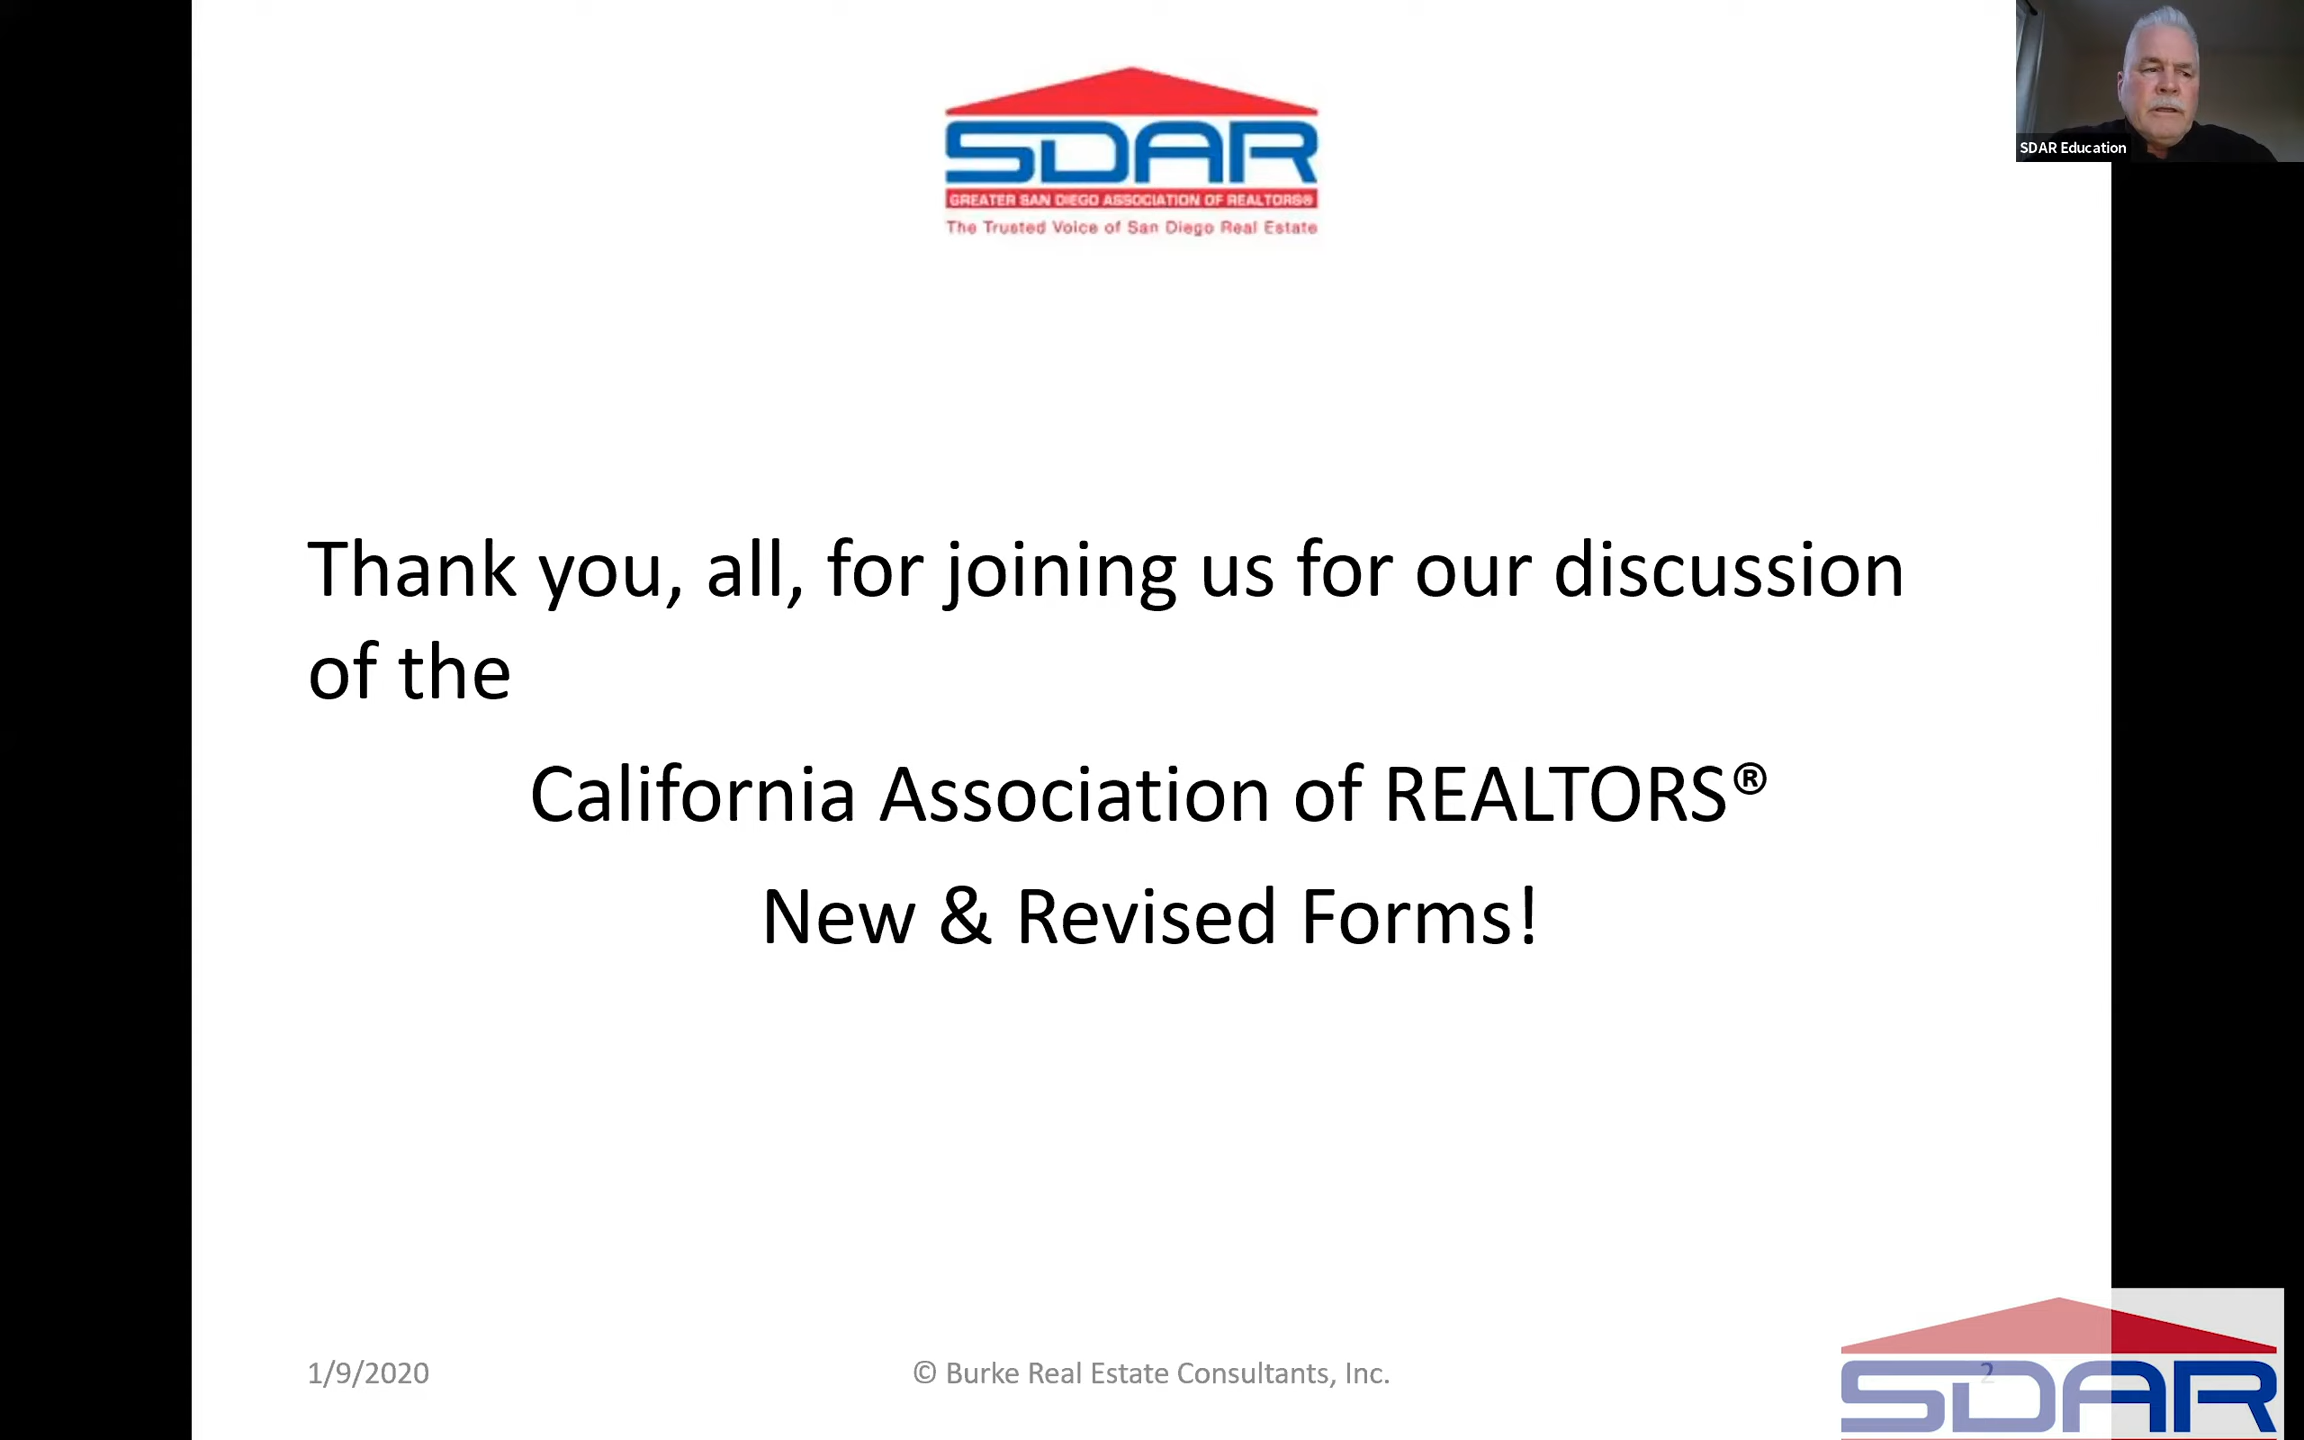 SDAR
GREATER SAN DIEGO ASSOCIATION OF REALTORS®
The Trusted Voice of San Diego Real Estate
SDAR Education
Thank you, all, for joining us for our discussion
of the
California Association of REALTORS®
New & Revised Forms!
1/9/2020
© Burke Real Estate Consultants, Inc.
2
SDAR